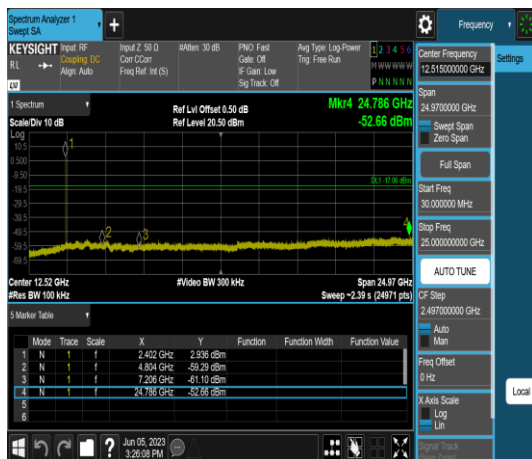 Spectrum Analyzer 1
Swept SA
+
Frequency
KEYSIGHT Input: RF Input Z: 50 Ω #Atten: 30 dB PNO: Fast Avg Type: Log-Power 1 2 3 4 5 6
RL Coupling: DC Corr CCorr Gate: Off Trig: Free Run M W W W W W
Align: Auto Freq Ref: Int (S) IF Gain: Low
Sig Track: Off P N N N N N
LXI
1 Spectrum
Ref Lvl Offset 0.50 dB Mkr4 24.786 GHz
Scale/Div 10 dB Ref Level 20.50 dBm -52.66 dBm
Log
10.5
0.500
-9.50
-19.5
-29.5
-39.5
-49.5
-59.5
-69.5
1
2
3
4
DL1 -17.06 dBm
Center 12.52 GHz #Video BW 300 kHz Span 24.97 GHz
#Res BW 100 kHz Sweep ~2.39 s (24971 pts)
5 Marker Table
Mode Trace Scale X Y Function Function Width Function Value
1 N 1 f 2.402 GHz 2.936 dBm
2 N 1 f 4.804 GHz -59.29 dBm
3 N 1 f 7.206 GHz -61.10 dBm
4 N 1 f 24.786 GHz -52.66 dBm
5
6
?
Jun 05, 2023
3:26:08 PM
Center Frequency
12.515000000 GHz
Span
24.9700000 GHz
Swept Span
Zero Span
Full Span
Start Freq
30.000000 MHz
Stop Freq
25.000000000 GHz
AUTO TUNE
CF Step
2.497000000 GHz
Auto
Man
Freq Offset
0 Hz
X Axis Scale
Log
Lin
Signal Track
(Span Zoom)
Settings
Local